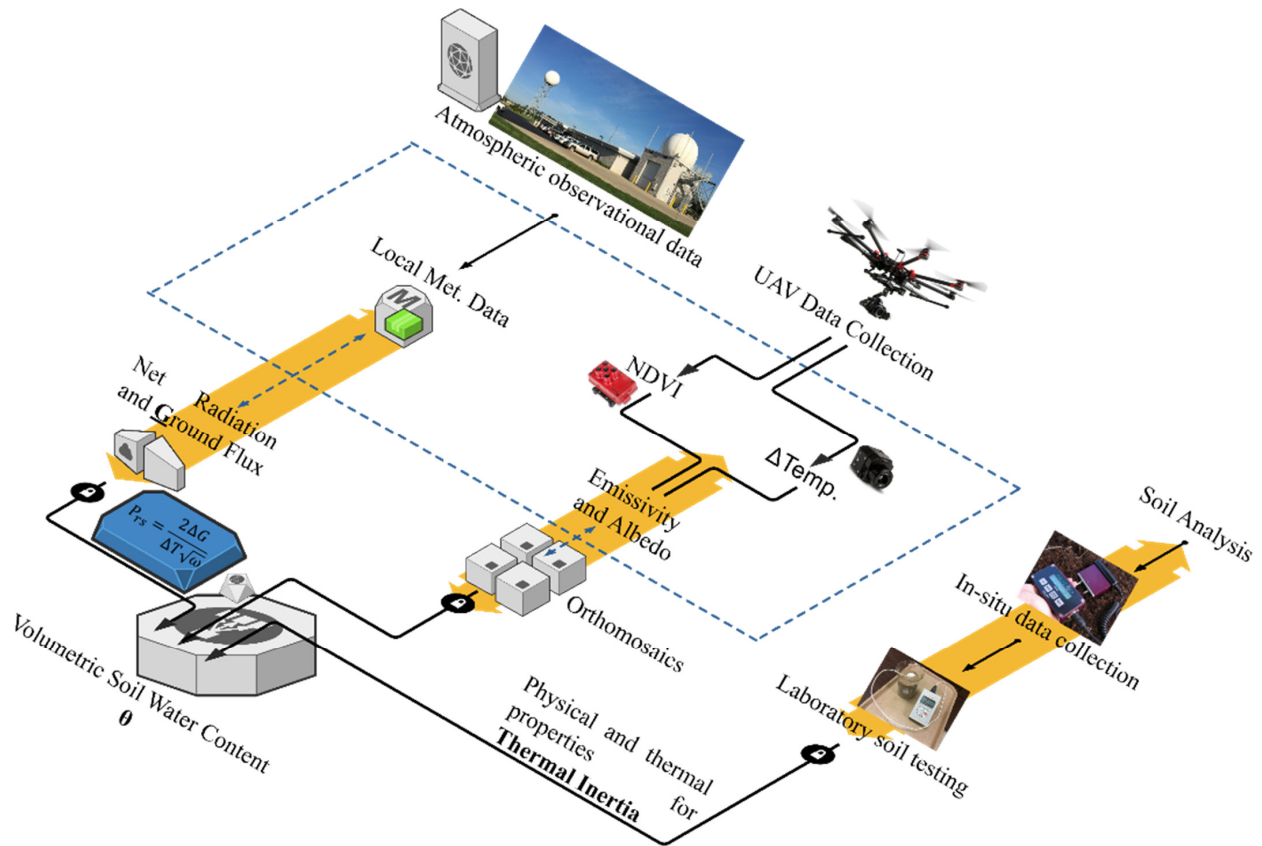 Atmospheric observational data
Local Met. Data
M
UAV Data Collection
NDVI
ΔTemp.
Net Radiation
and Ground Flux
Emissivity
and Albedo
Orthomosaics
Soil Analysis
In-situ data collection
Laboratory soil testing
P_rs = 2ΔG / ΔT√ω
Volumetric Soil Water Content
θ
Physical and thermal
properties for
Thermal Inertia